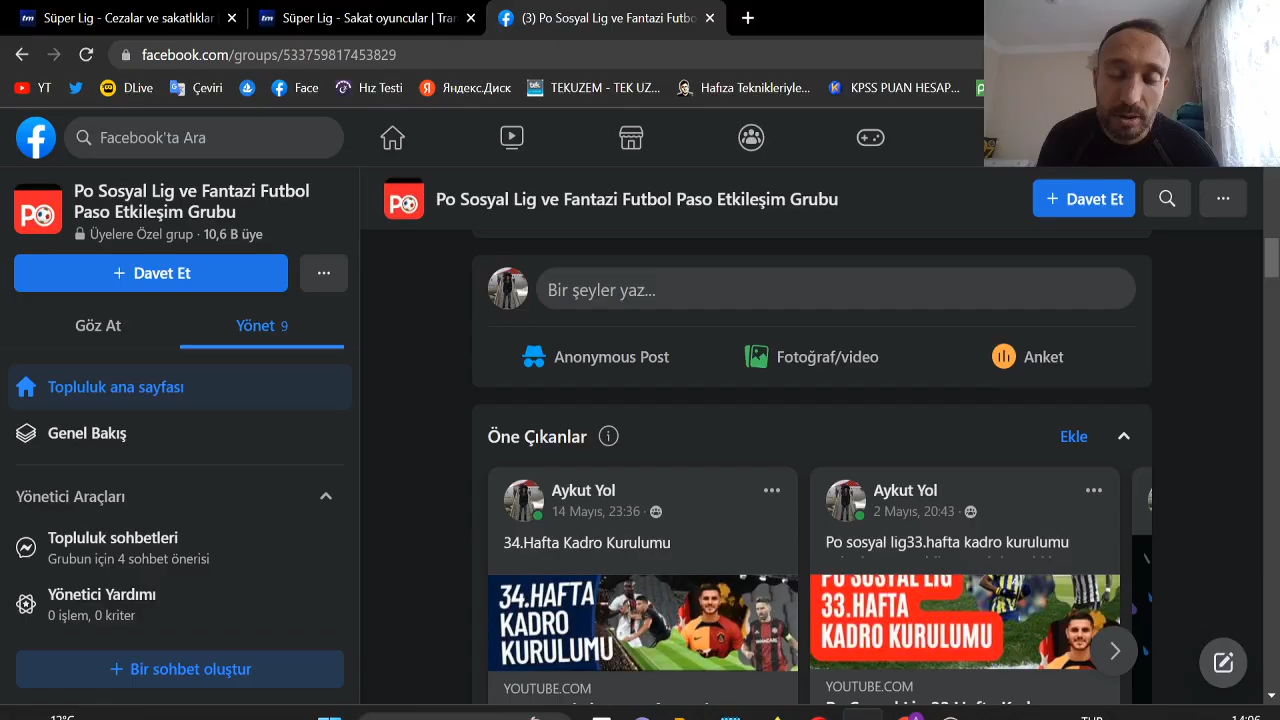 Süper Lig - Cezalar ve sakatlıklar
Süper Lig - Sakat oyuncular | Tran
(3) Po Sosyal Lig ve Fantazi Futbo
facebook.com/groups/533759817453829
YT
DLive
Çeviri
Face
Hız Testi
Яндекс.Диск
TEKUZEM - TEK UZ...
Hafıza Teknikleriyle...
KPSS PUAN HESAP...
Facebook'ta Ara
Po Sosyal Lig ve Fantazi Futbol
Paso Etkileşim Grubu
Üyelere Özel grup · 10,6 B üye
+ Davet Et
Göz At
Yönet 9
Topluluk ana sayfası
Genel Bakış
Yönetici Araçları
Topluluk sohbetleri
Grubun için 4 sohbet önerisi
Yönetici Yardımı
0 işlem, 0 kriter
+ Bir sohbet oluştur
PO
Po Sosyal Lig ve Fantazi Futbol Paso Etkileşim Grubu
+ Davet Et
Bir şeyler yaz...
Anonymous Post
Fotoğraf/video
Anket
Öne Çıkanlar
Ekle
Aykut Yol
14 Mayıs, 23:36
34.Hafta Kadro Kurulumu
34.HAFTA
KADRO
KURULUMU
YOUTUBE.COM
Aykut Yol
2 Mayıs, 20:43
Po sosyal lig33.hafta kadro kurulumu
PO SOSYAL LİG
33.HAFTA
KADRO KURULUMU
YOUTUBE.COM